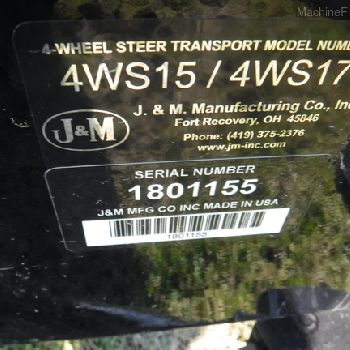 MachineF
4-WHEEL STEER TRANSPORT MODEL NUM
4WS15 / 4WS17
J&M
J. & M. Manufacturing Co., Inc
Fort Recovery, OH 45846
Phone: (419) 375-2376
www.jm-inc.com
SERIAL NUMBER
1801155
J&M MFG CO INC MADE IN USA
1801155